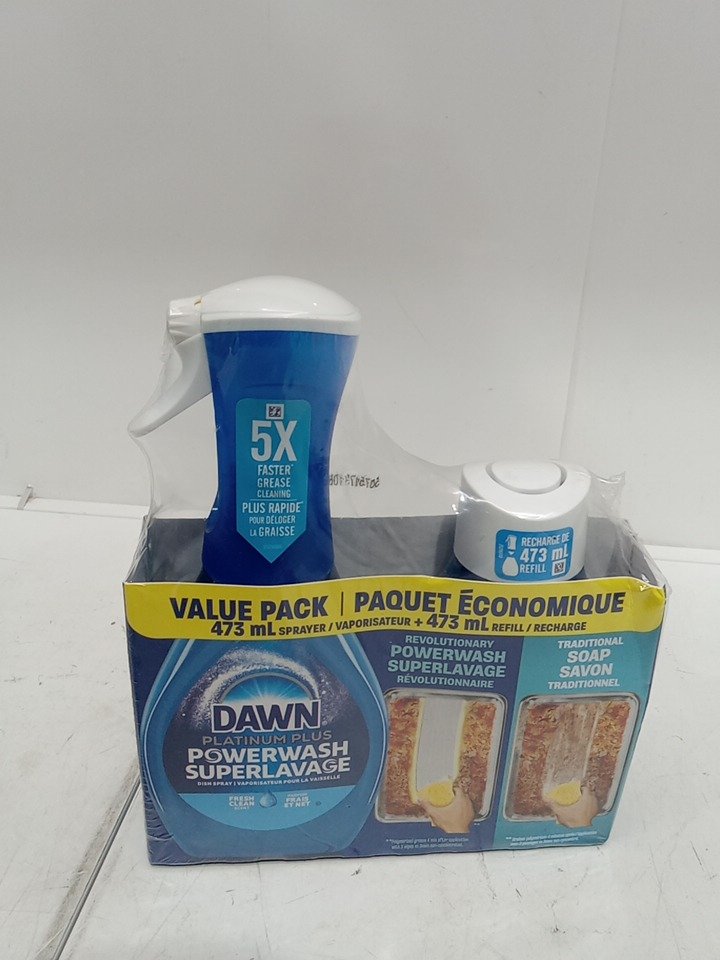 5X
FASTER*
GREASE
CLEANING
PLUS RAPIDE*
POUR DÉLOGER
LA GRAISSE
RECHARGE DE
473 mL
REFILL
VALUE PACK | PAQUET ÉCONOMIQUE
473 mL SPRAYER / VAPORISATEUR + 473 mL REFILL / RECHARGE
DAWN
PLATINUM PLUS
POWERWASH
SUPERLAVAGE
DISH SPRAY | VAPORISATEUR POUR LA VAISSELLE
FRESH
CLEAN
SCENT
PARFUM
FRAIS
ET NET
REVOLUTIONARY
POWERWASH
SUPERLAVAGE
RÉVOLUTIONNAIRE
TRADITIONAL
SOAP
SAVON
TRADITIONNEL